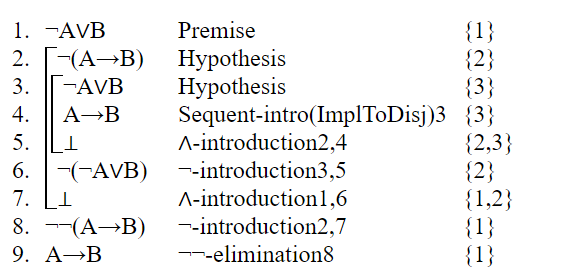 1. ¬A∨B Premise {1}
2. ¬(A→B) Hypothesis {2}
3. ¬A∨B Hypothesis {3}
4. A→B Sequent-intro(ImplToDisj)3 {3}
5. ⊥ Λ-introduction2,4 {2,3}
6. ¬(¬A∨B) ¬-introduction3,5 {2}
7. ⊥ Λ-introduction1,6 {1,2}
8. ¬¬(A→B) ¬-introduction2,7 {1}
9. A→B ¬¬-elimination8 {1}